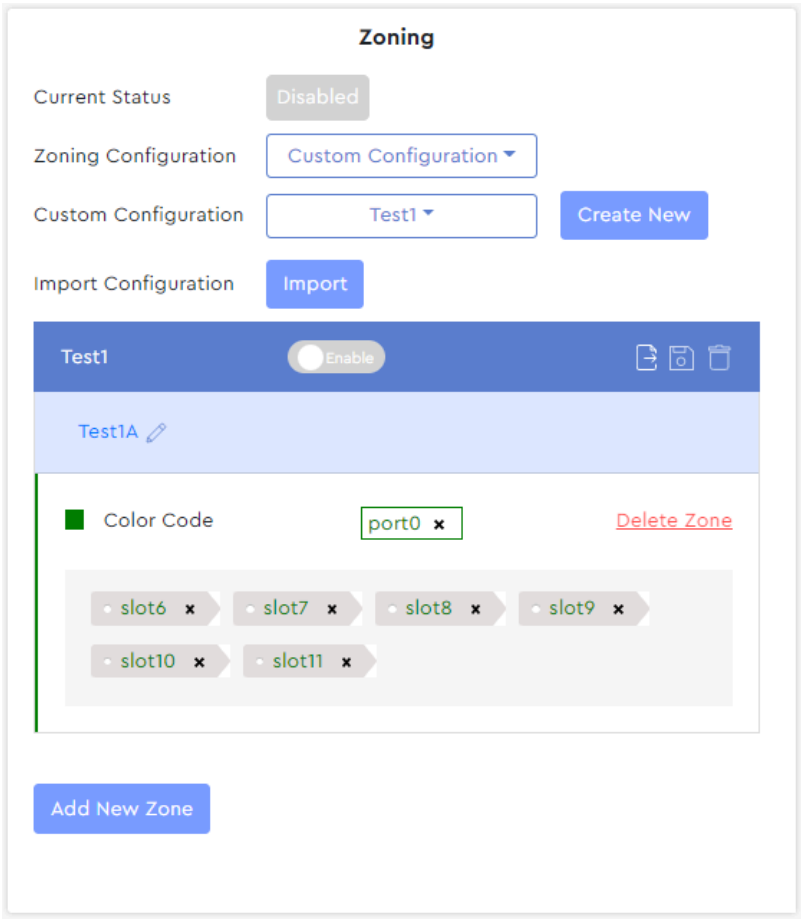 Zoning
Current Status Disabled
Zoning Configuration Custom Configuration
Custom Configuration Test1 Create New
Import Configuration Import
Test1 Enable
Test1A
Color Code port0 × Delete Zone
slot6 × slot7 × slot8 × slot9 ×
slot10 × slot11 ×
Add New Zone